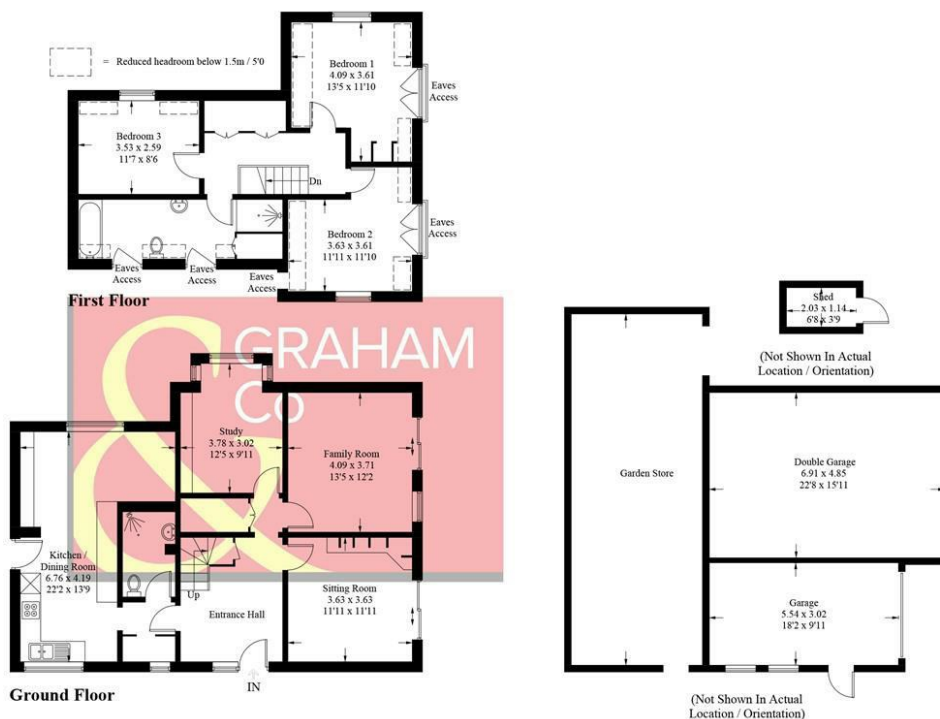 = Reduced headroom below 1.5m / 5'0
Bedroom 1
4.09 x 3.61
13'5 x 11'10
Eaves
Access
Bedroom 3
3.53 x 2.59
11'7 x 8'6
Dn
Bedroom 2
3.63 x 3.61
11'11 x 11'10
Eaves
Access
Eaves
Access
Eaves
Access
Eaves
Access
First Floor
GRAHAM
&
Co
Study
3.78 x 3.02
12'5 x 9'11
Family Room
4.09 x 3.71
13'5 x 12'2
Kitchen /
Dining Room
6.76 x 4.19
22'2 x 13'9
Up
Entrance Hall
Sitting Room
3.63 x 3.63
11'11 x 11'11
IN
Ground Floor
Shed
2.03 x 1.14
6'8 x 3'9
(Not Shown In Actual
Location / Orientation)
Garden Store
Double Garage
6.91 x 4.85
22'8 x 15'11
Garage
5.54 x 3.02
18'2 x 9'11
(Not Shown In Actual
Location / Orientation)